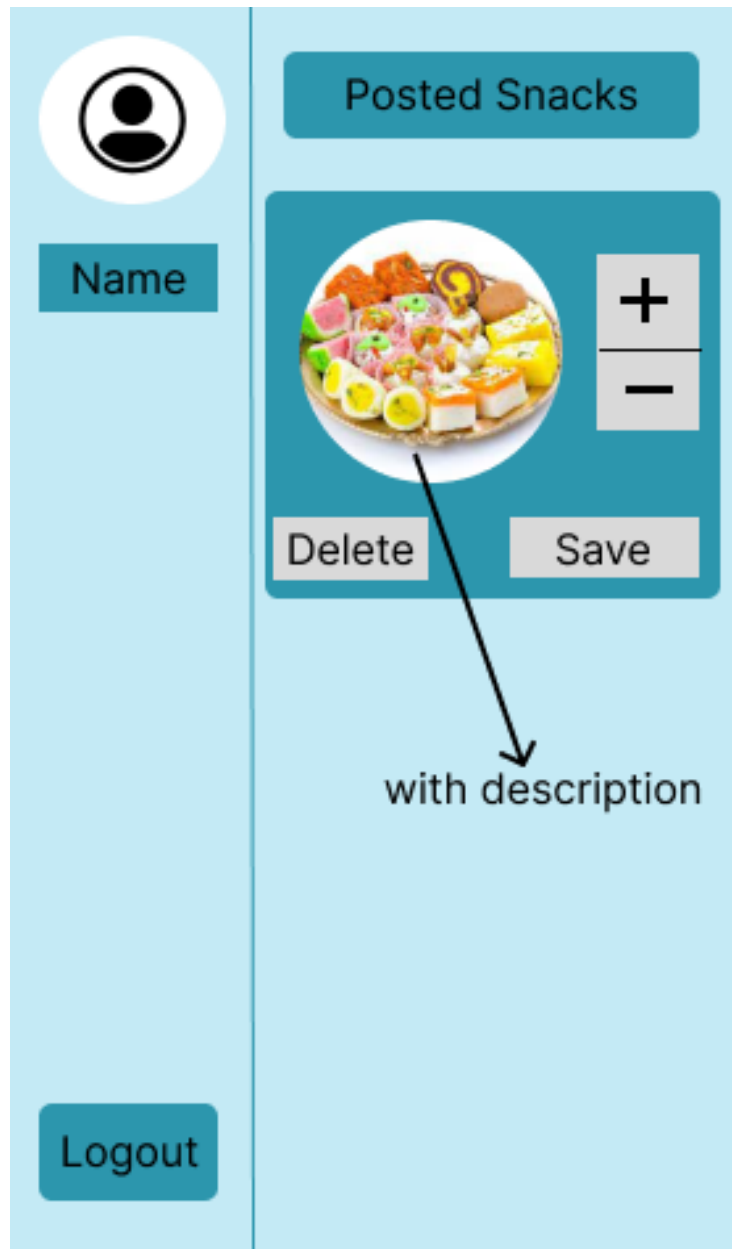 Posted Snacks
Name
+
−
Delete
Save
with description
Logout